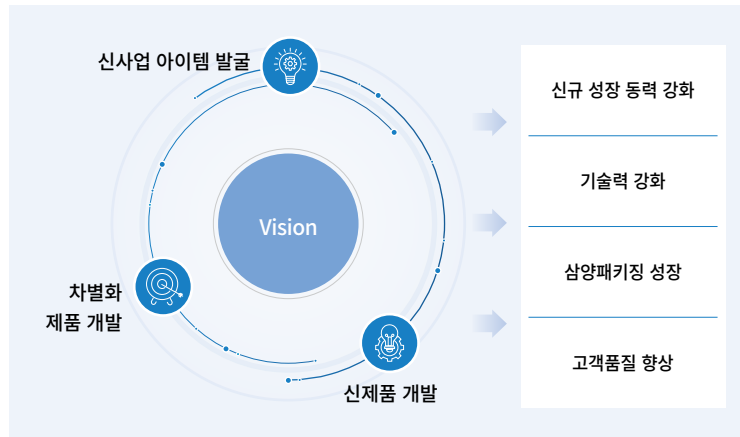 신사업 아이템 발굴
Vision
차별화
제품 개발
신제품 개발
신규 성장 동력 강화
기술력 강화
삼양패키징 성장
고객품질 향상